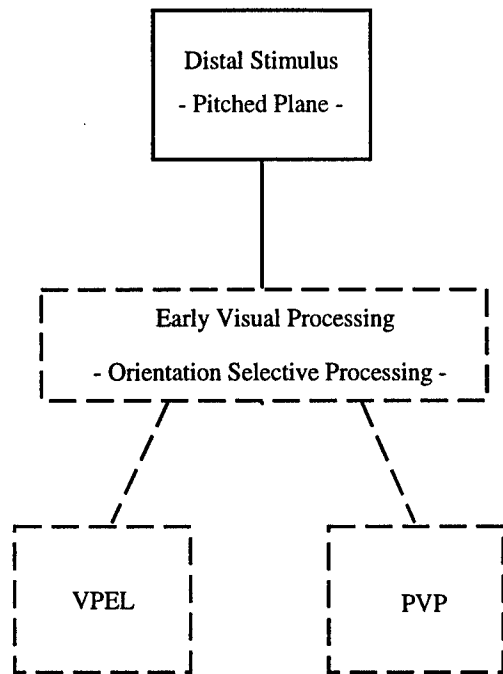 Distal Stimulus
- Pitched Plane -
Early Visual Processing
- Orientation Selective Processing -
VPEL
PVP